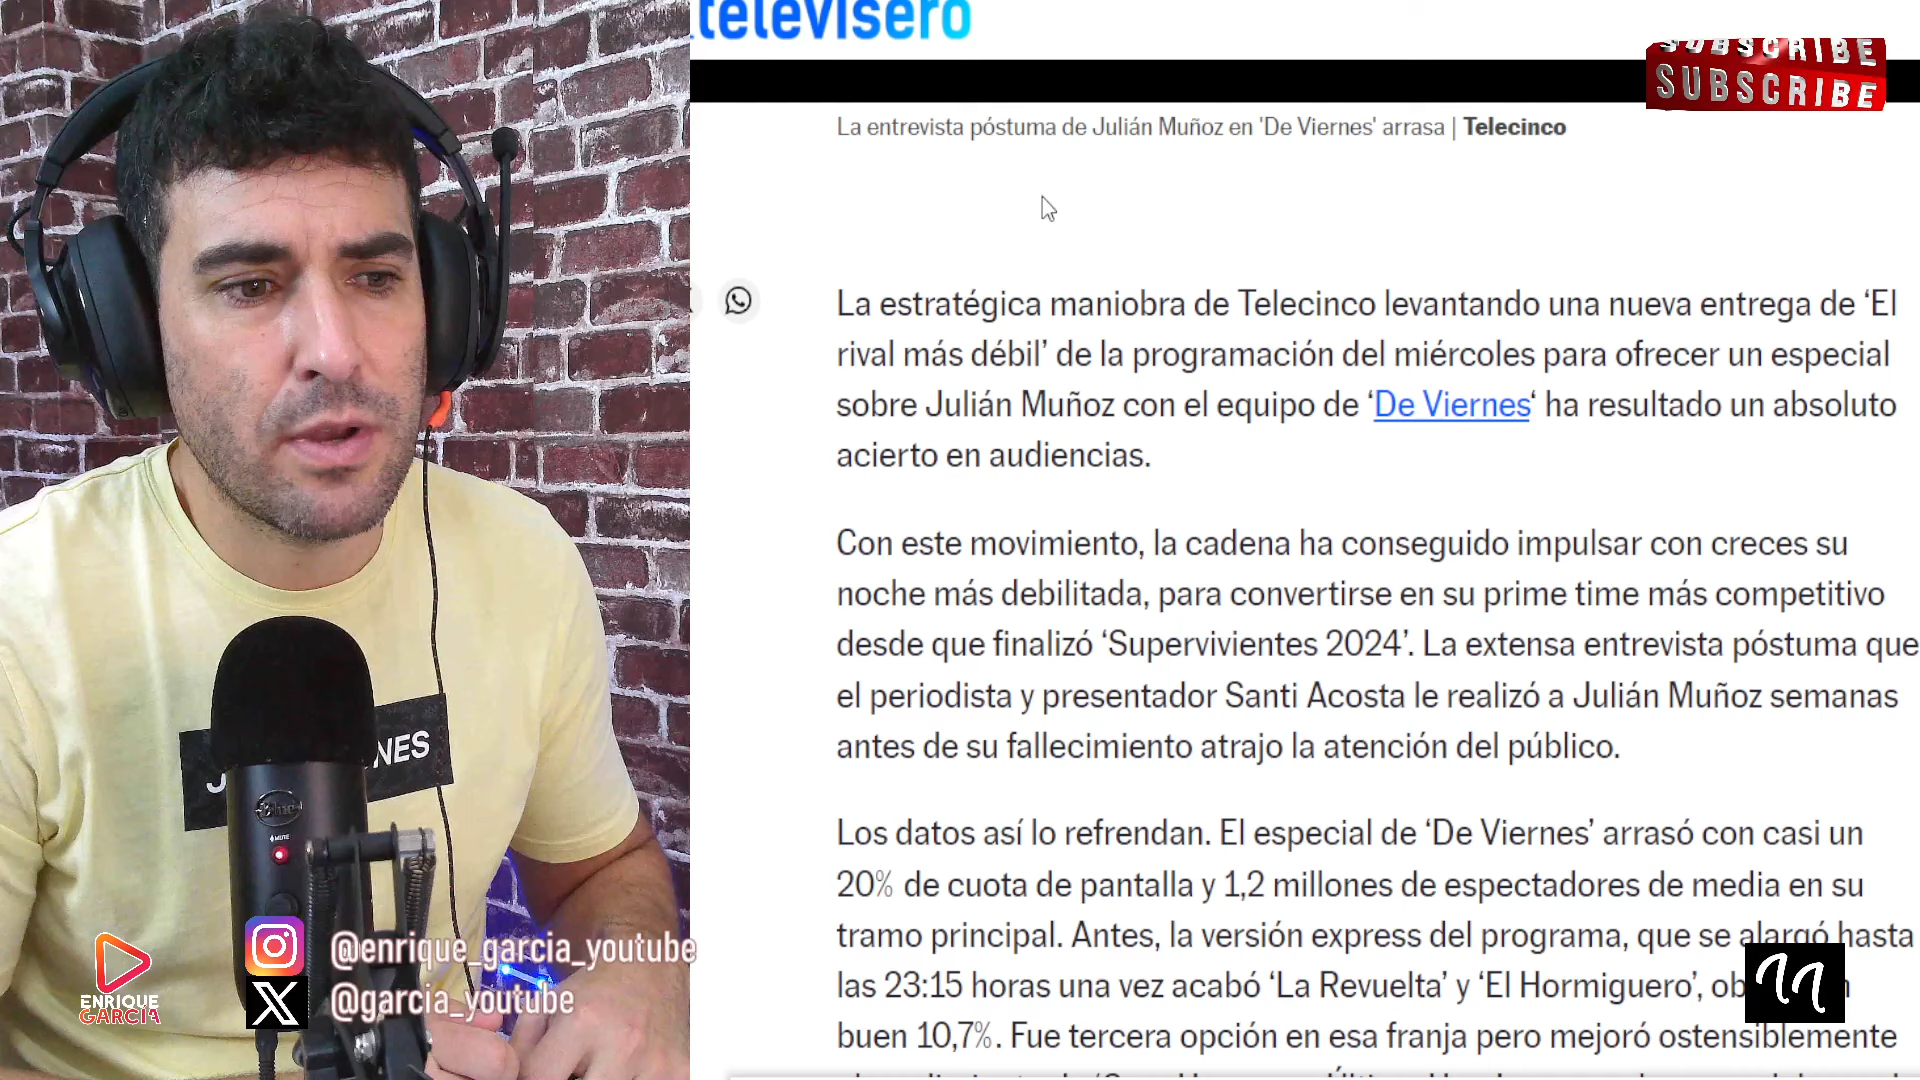 televisero
SUBSCRIBE
SUBSCRIBE
La entrevista póstuma de Julián Muñoz en 'De Viernes' arrasa | Telecinco
La estratégica maniobra de Telecinco levantando una nueva entrega de ‘El
rival más débil’ de la programación del miércoles para ofrecer un especial
sobre Julián Muñoz con el equipo de ‘De Viernes‘ ha resultado un absoluto
acierto en audiencias.
Con este movimiento, la cadena ha conseguido impulsar con creces su
noche más debilitada, para convertirse en su prime time más competitivo
desde que finalizó ‘Supervivientes 2024’. La extensa entrevista póstuma que
el periodista y presentador Santi Acosta le realizó a Julián Muñoz semanas
antes de su fallecimiento atrajo la atención del público.
Los datos así lo refrendan. El especial de ‘De Viernes’ arrasó con casi un
20% de cuota de pantalla y 1,2 millones de espectadores de media en su
tramo principal. Antes, la versión express del programa, que se alargó hasta
las 23:15 horas una vez acabó ‘La Revuelta’ y ‘El Hormiguero’,
buen 10,7%. Fue tercera opción en esa franja pero mejoró ostensiblemente
NES
Blue
MUTE
@enrique_garcia_youtube
@garcia_youtube
ENRIQUE
GARCIA